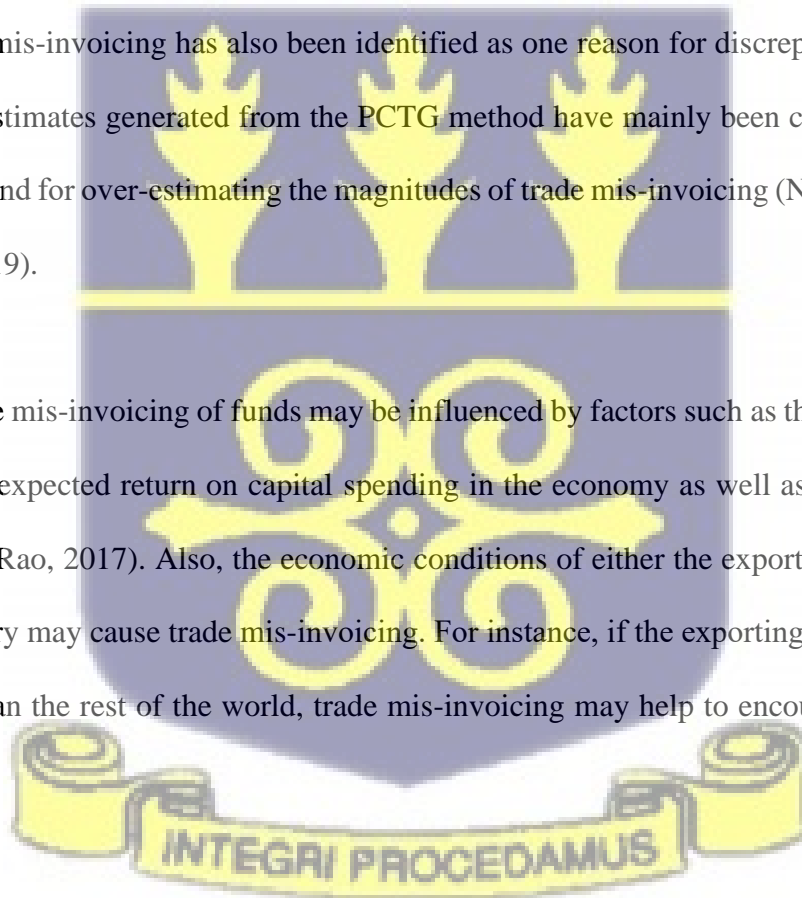 mis-invoicing has also been identified as one reason for discrep
stimates generated from the PCTG method have mainly been c
nd for over-estimating the magnitudes of trade mis-invoicing (N
9).
e mis-invoicing of funds may be influenced by factors such as th
expected return on capital spending in the economy as well as
Rao, 2017). Also, the economic conditions of either the export
ry may cause trade mis-invoicing. For instance, if the exporting
an the rest of the world, trade mis-invoicing may help to encou
INTEGRI PROCEDAMUS